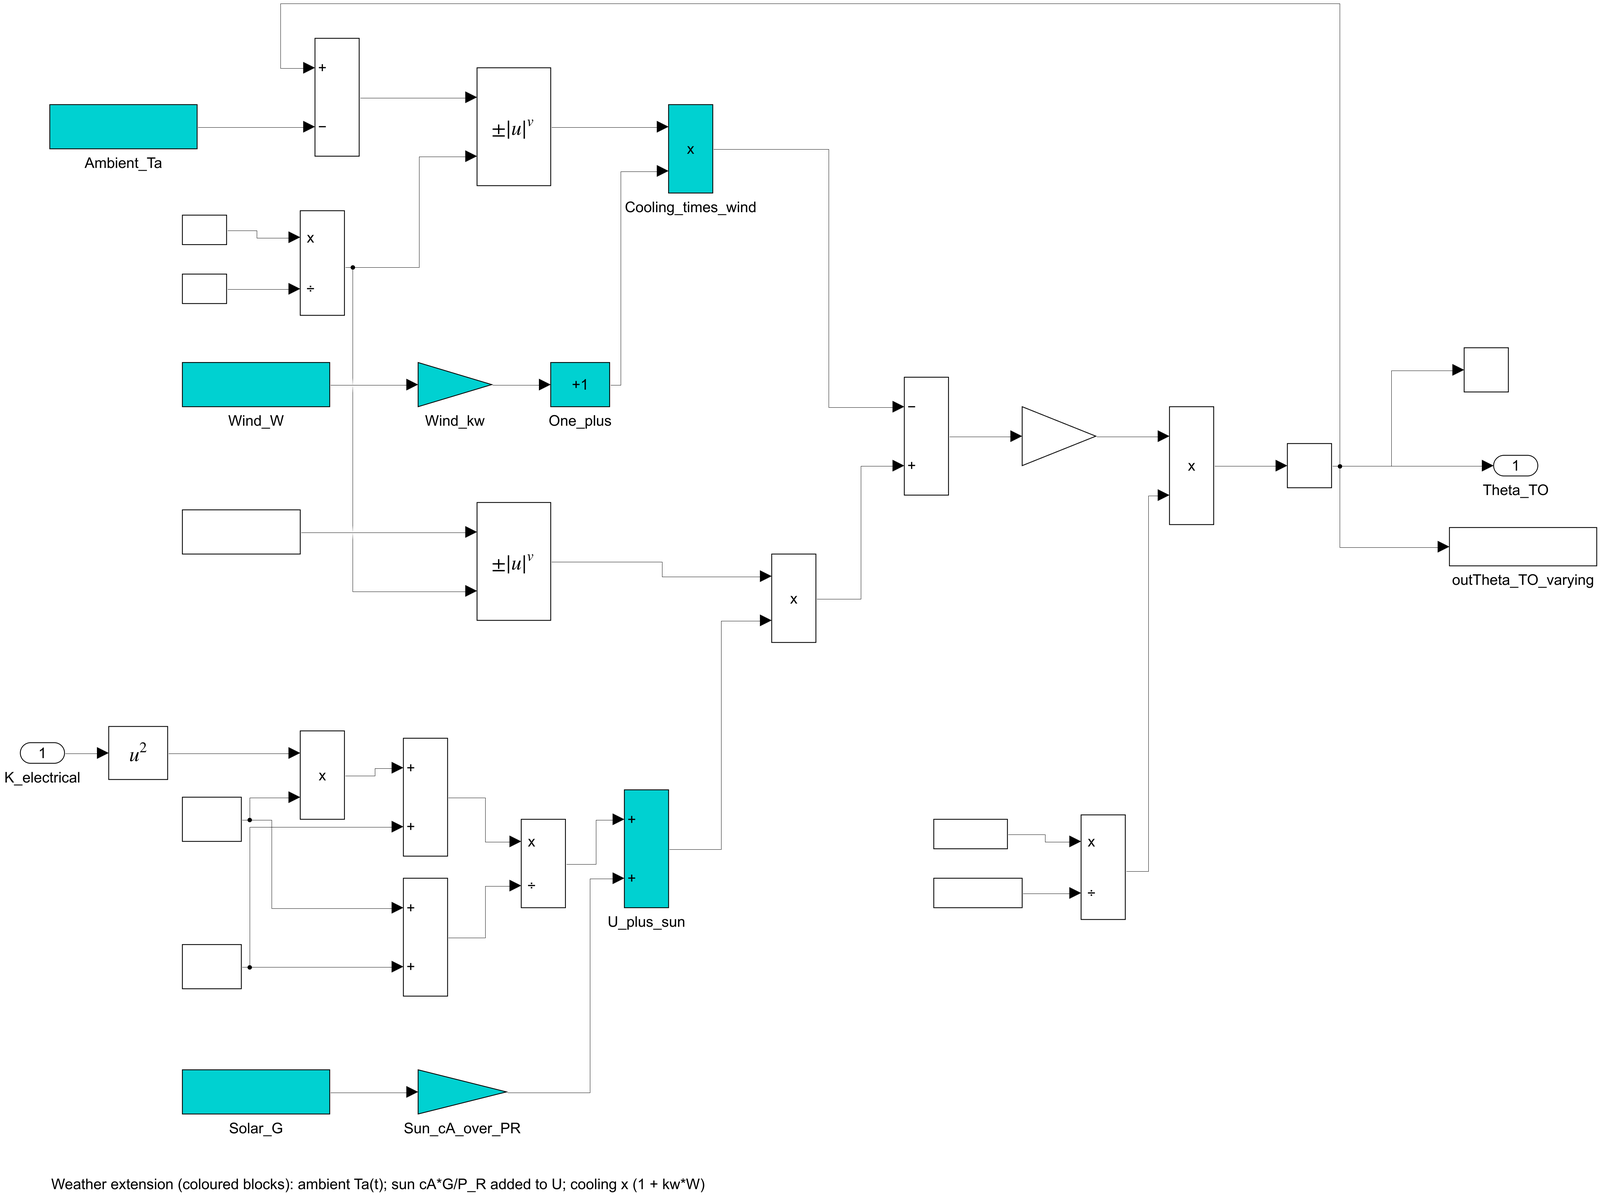 +
−
±|u|^v
x
Ambient_Ta
Cooling_times_wind
x
÷
+1
Wind_W
Wind_kw
One_plus
−
+
x
1
Theta_TO
outTheta_TO_varying
±|u|^v
x
1
K_electrical
u^2
x
+
+
x
÷
+
+
U_plus_sun
+
+
x
÷
Solar_G
Sun_cA_over_PR
Weather extension (coloured blocks): ambient Ta(t); sun cA*G/P_R added to U; cooling x (1 + kw*W)